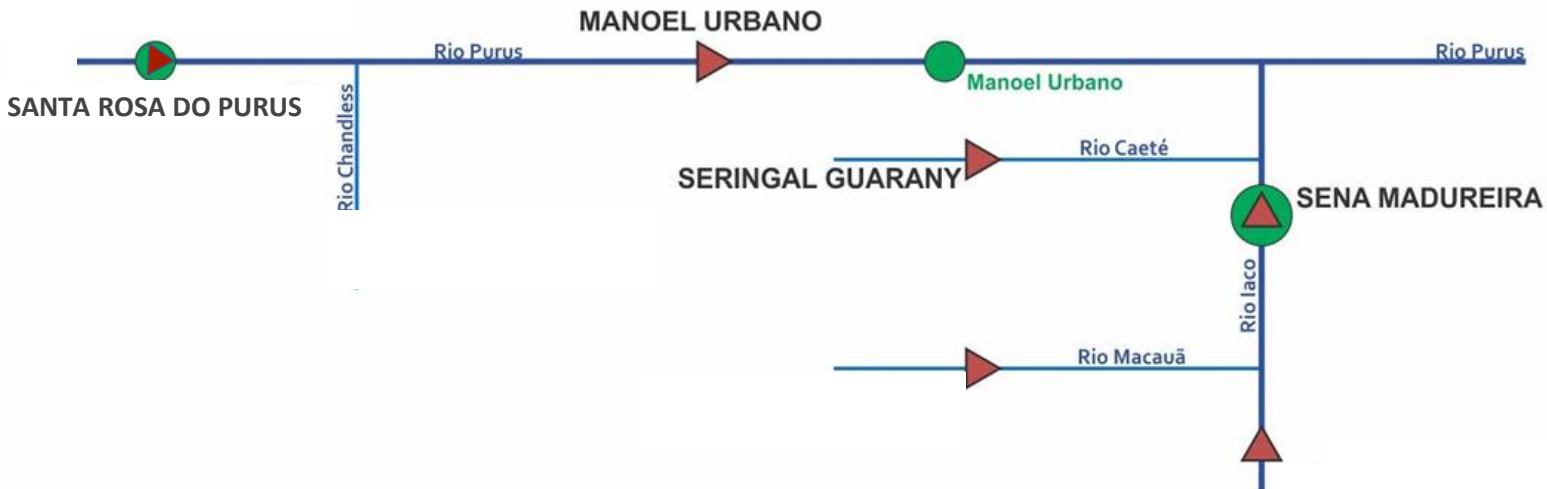 MANOEL URBANO
Rio Purus
Rio Purus
Manoel Urbano
SANTA ROSA DO PURUS
Rio Chandless
Rio Caeté
SERINGAL GUARANY
SENA MADUREIRA
Rio Iaco
Rio Macauã